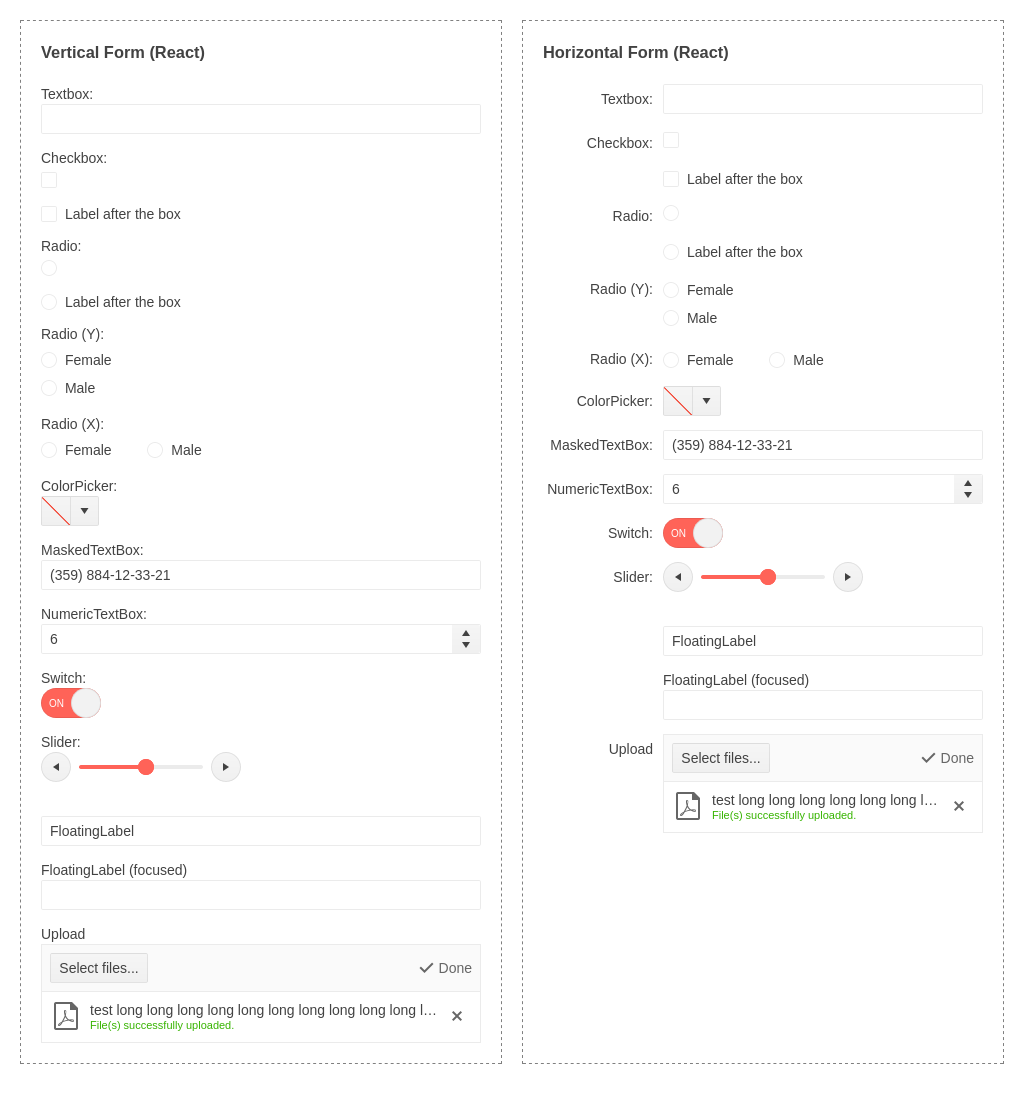 Vertical Form (React)
Textbox:
Checkbox:
Label after the box
Radio:
Label after the box
Radio (Y):
Female
Male
Radio (X):
Female Male
ColorPicker:
MaskedTextBox:
(359) 884-12-33-21
NumericTextBox:
6
Switch:
ON
Slider:
FloatingLabel
FloatingLabel (focused)
Upload
Select files... Done
test long long long long long long long long long long l...
File(s) successfully uploaded.
Horizontal Form (React)
Textbox:
Checkbox:
Label after the box
Radio:
Label after the box
Radio (Y): Female
Male
Radio (X): Female Male
ColorPicker:
MaskedTextBox: (359) 884-12-33-21
NumericTextBox: 6
Switch: ON
Slider:
FloatingLabel
FloatingLabel (focused)
Upload
Select files... Done
test long long long long long long l...
File(s) successfully uploaded.